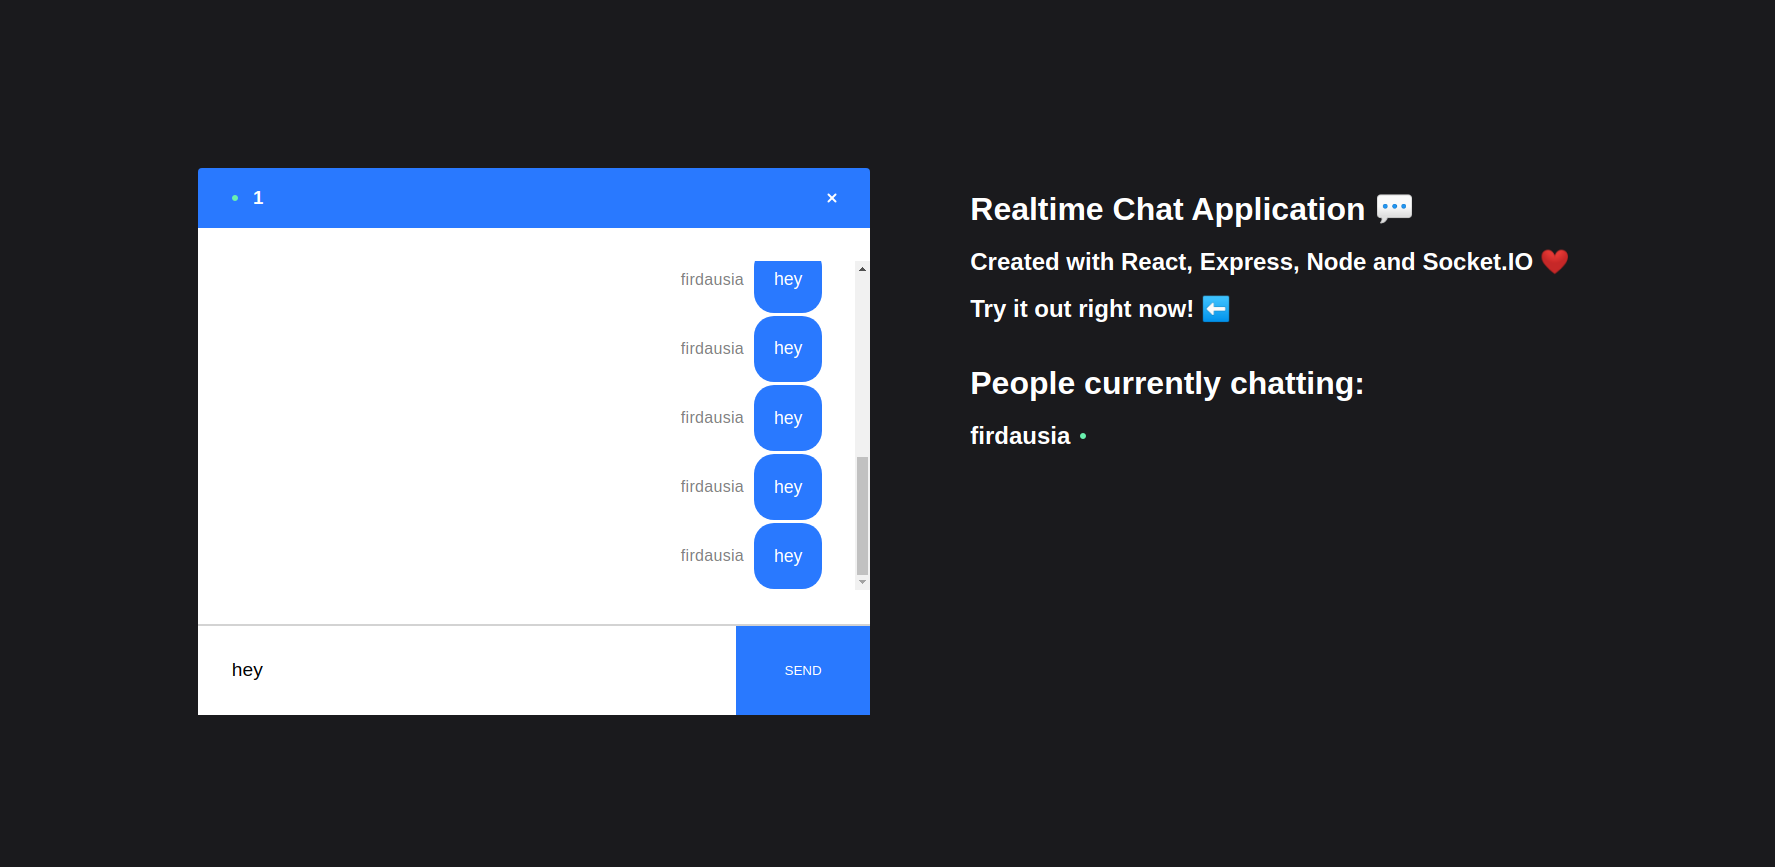 1
×
firdausia hey
firdausia hey
firdausia hey
firdausia hey
firdausia hey
hey
SEND
Realtime Chat Application 💬
Created with React, Express, Node and Socket.IO ❤️
Try it out right now! ⬅️
People currently chatting:
firdausia